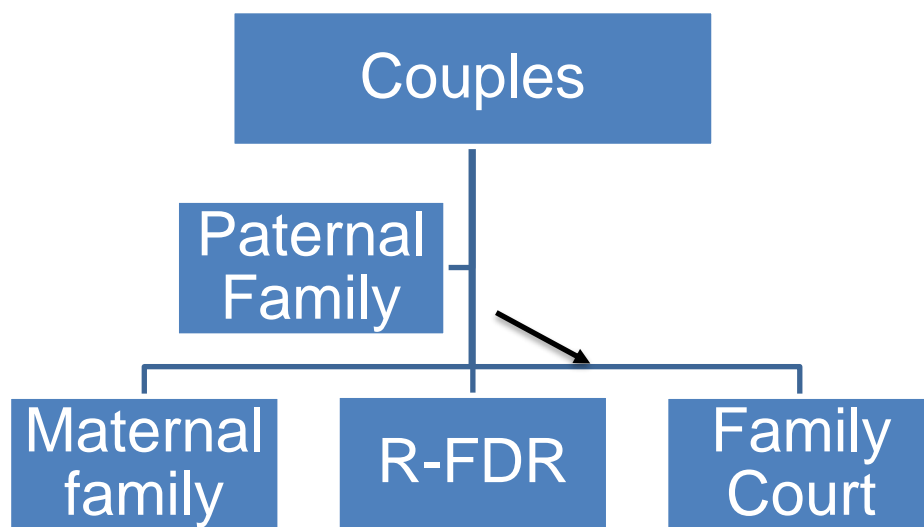 Couples
Paternal
Family
Maternal
family
R-FDR
Family
Court